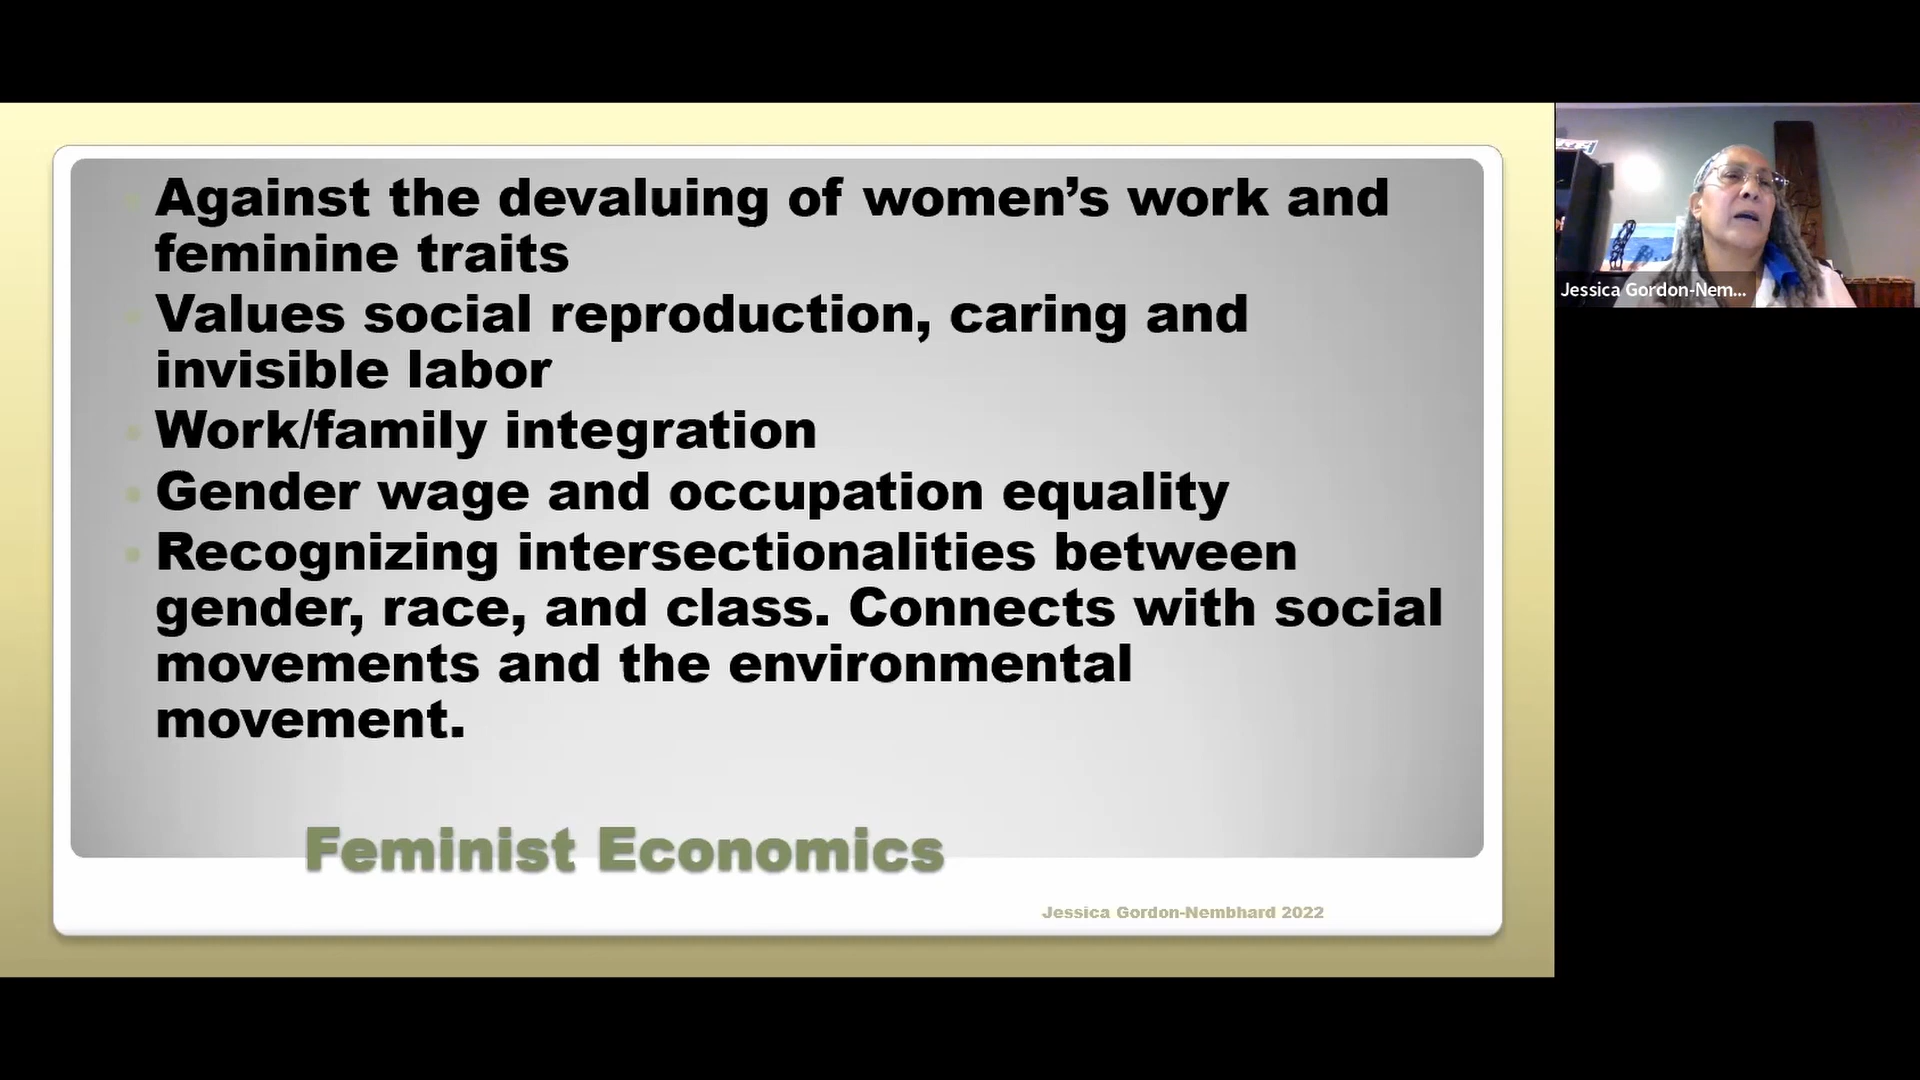 Against the devaluing of women’s work and
feminine traits
Values social reproduction, caring and
invisible labor
Work/family integration
Gender wage and occupation equality
Recognizing intersectionalities between
gender, race, and class. Connects with social
movements and the environmental
movement.
Feminist Economics
Jessica Gordon-Nembhard 2022
Jessica Gordon-Nem...